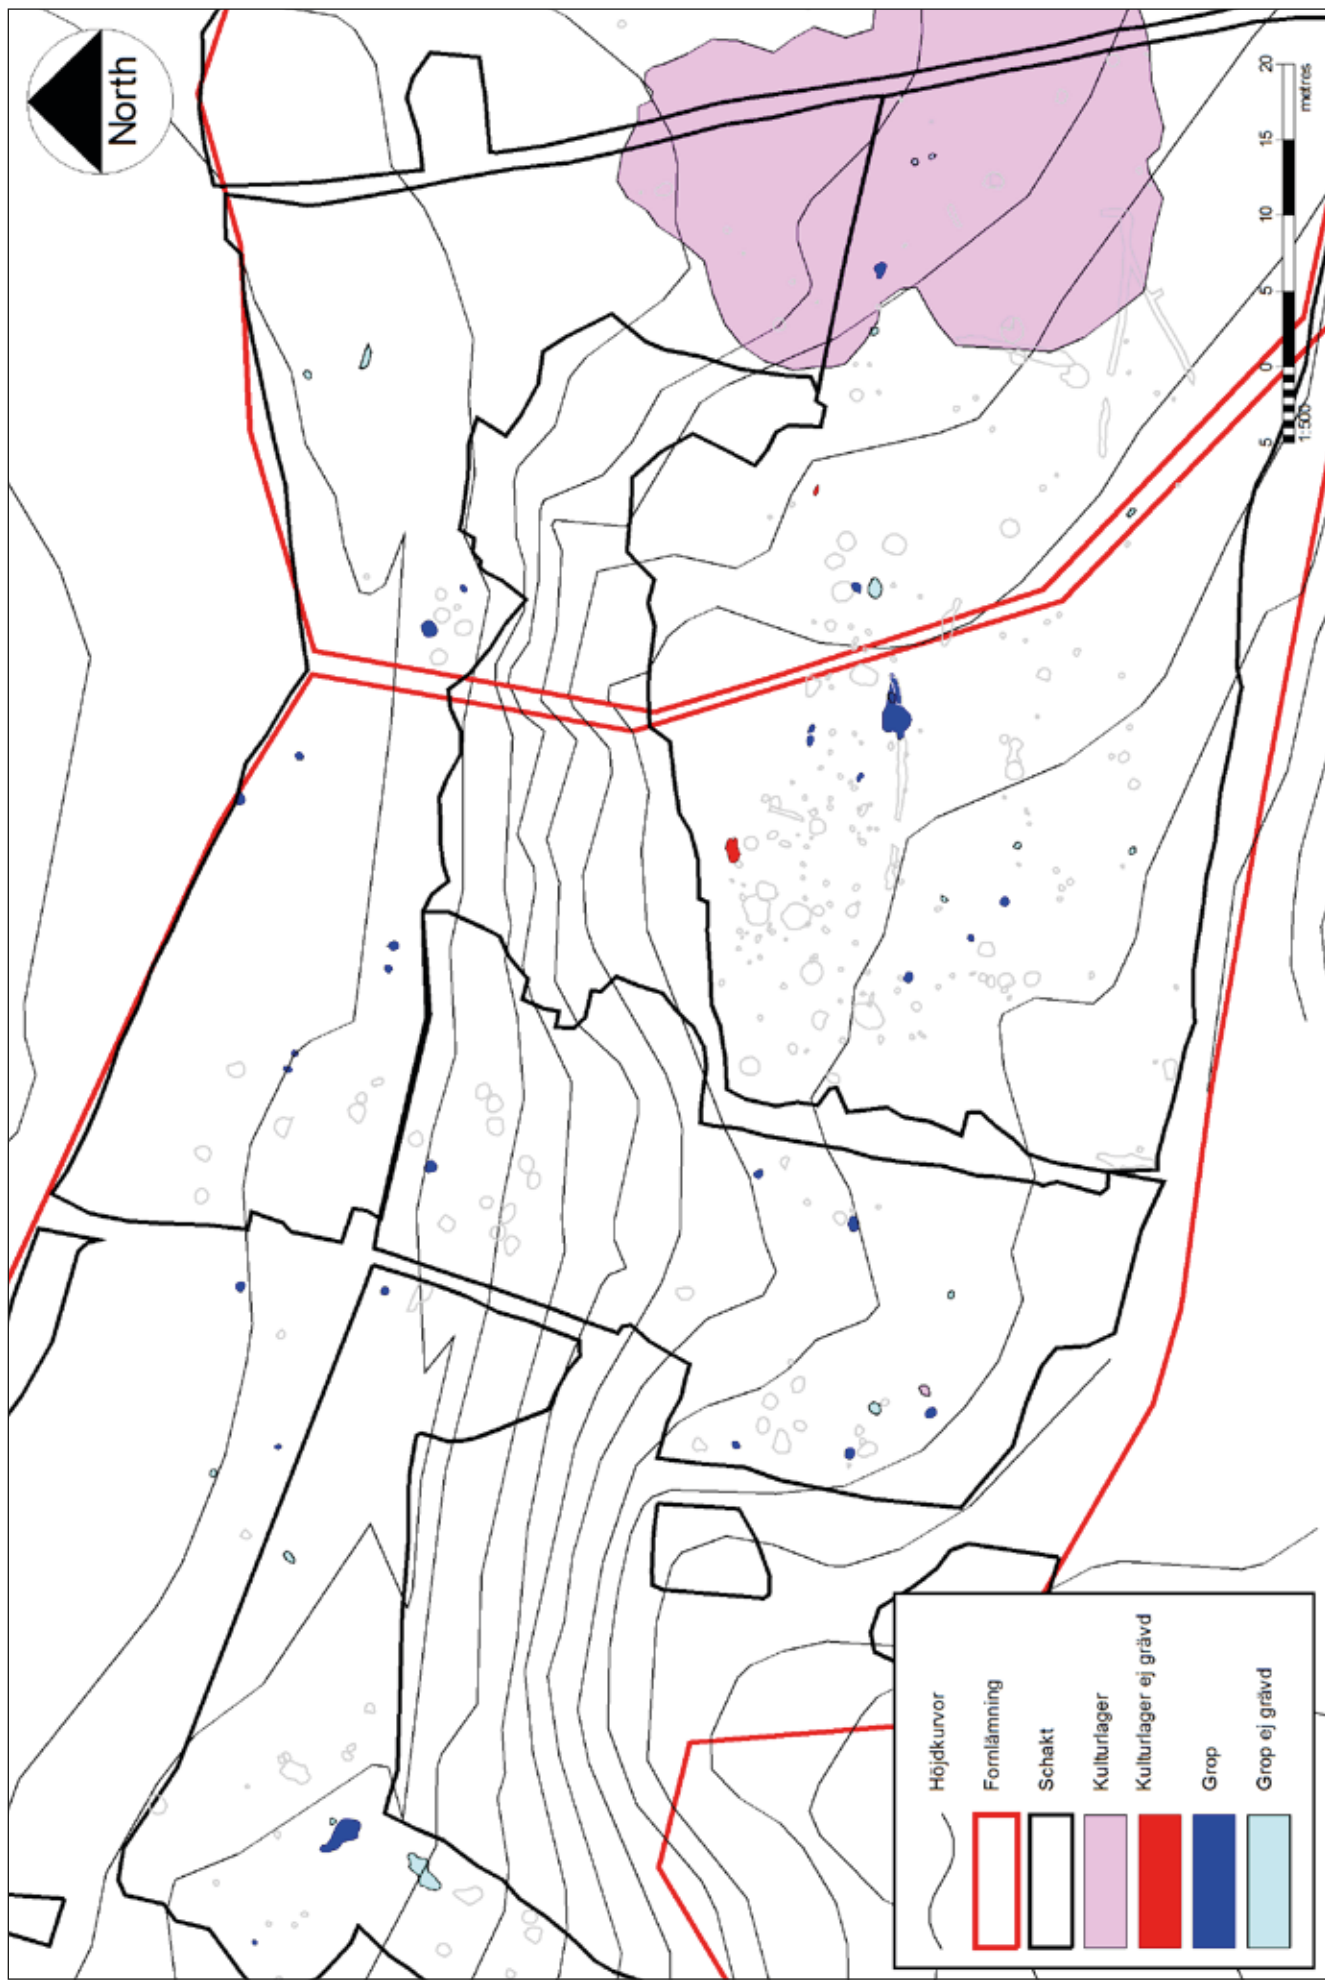 North
Höjdkurvor
Fornlämning
Schakt
Kulturlager
Kulturlager ej grävd
Grop
Grop ej grävd
5 0 5 10 15 20
1:500 metres